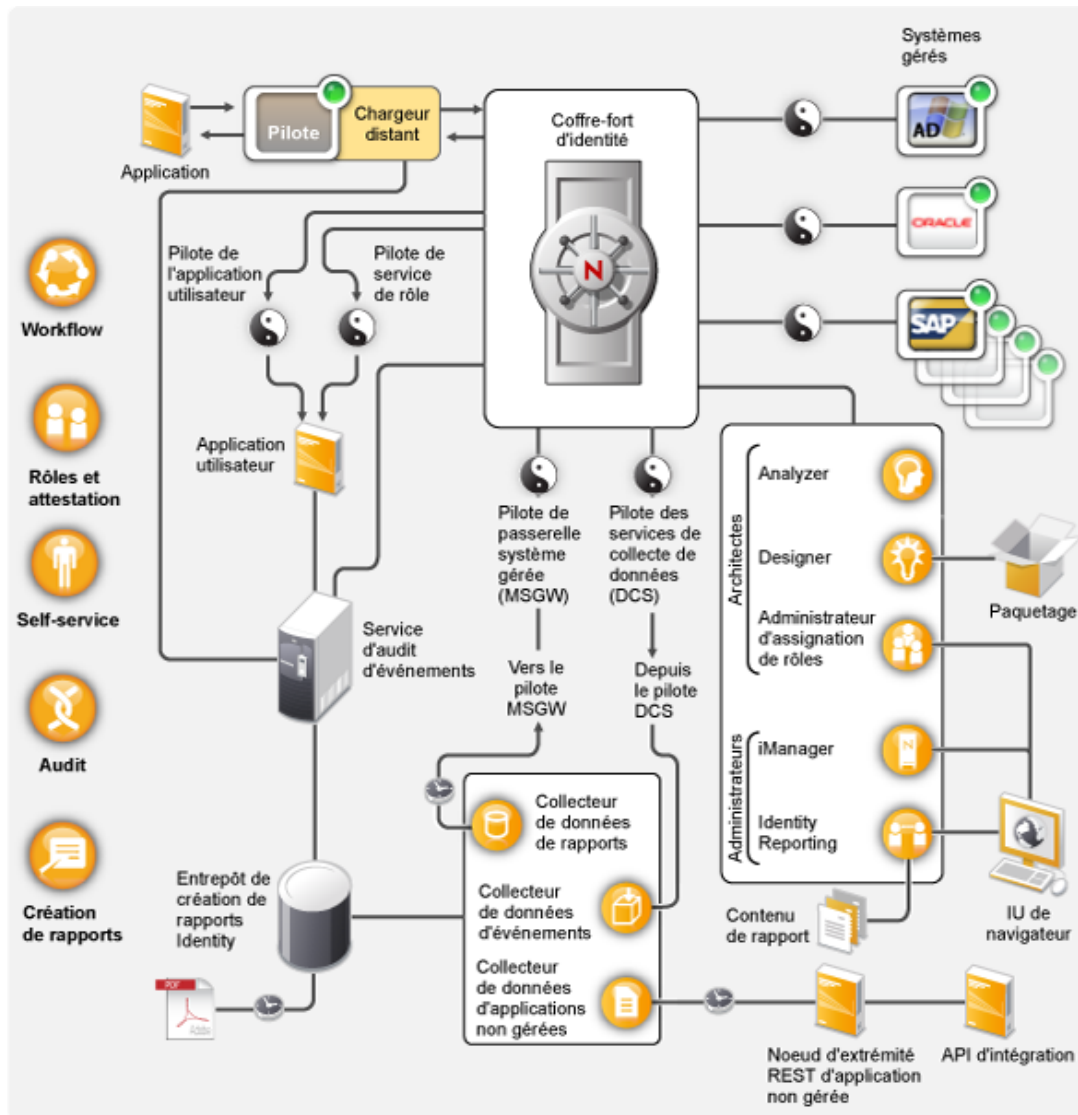 Systèmes
gérés
Pilote
Chargeur
distant
Application
Coffre-fort
d'identité
AD
ORACLE
SAP
N
Pilote de
l'application
utilisateur
Pilote de
service
de rôle
Workflow
Rôles et
attestation
Self-service
Audit
Création
de rapports
Application
utilisateur
Service
d'audit
d'événements
Pilote de
passerelle
système
gérée
(MSGW)
Pilote des
services de
collecte de
données
(DCS)
Vers le
pilote
MSGW
Depuis
le pilote
DCS
Architectes
Analyzer
Designer
Administrateur
d'assignation
de rôles
Paquetage
Administrateurs
iManager
N
Identity
Reporting
IU de
navigateur
Contenu
de rapport
Collecteur
de données
de rapports
Collecteur
de données
d'événements
Collecteur
de données
d'applications
non gérées
Entrepôt de
création de
rapports
Identity
PDF
Adobe
Noeud d'extrémité
REST d'application
non gérée
API d'intégration